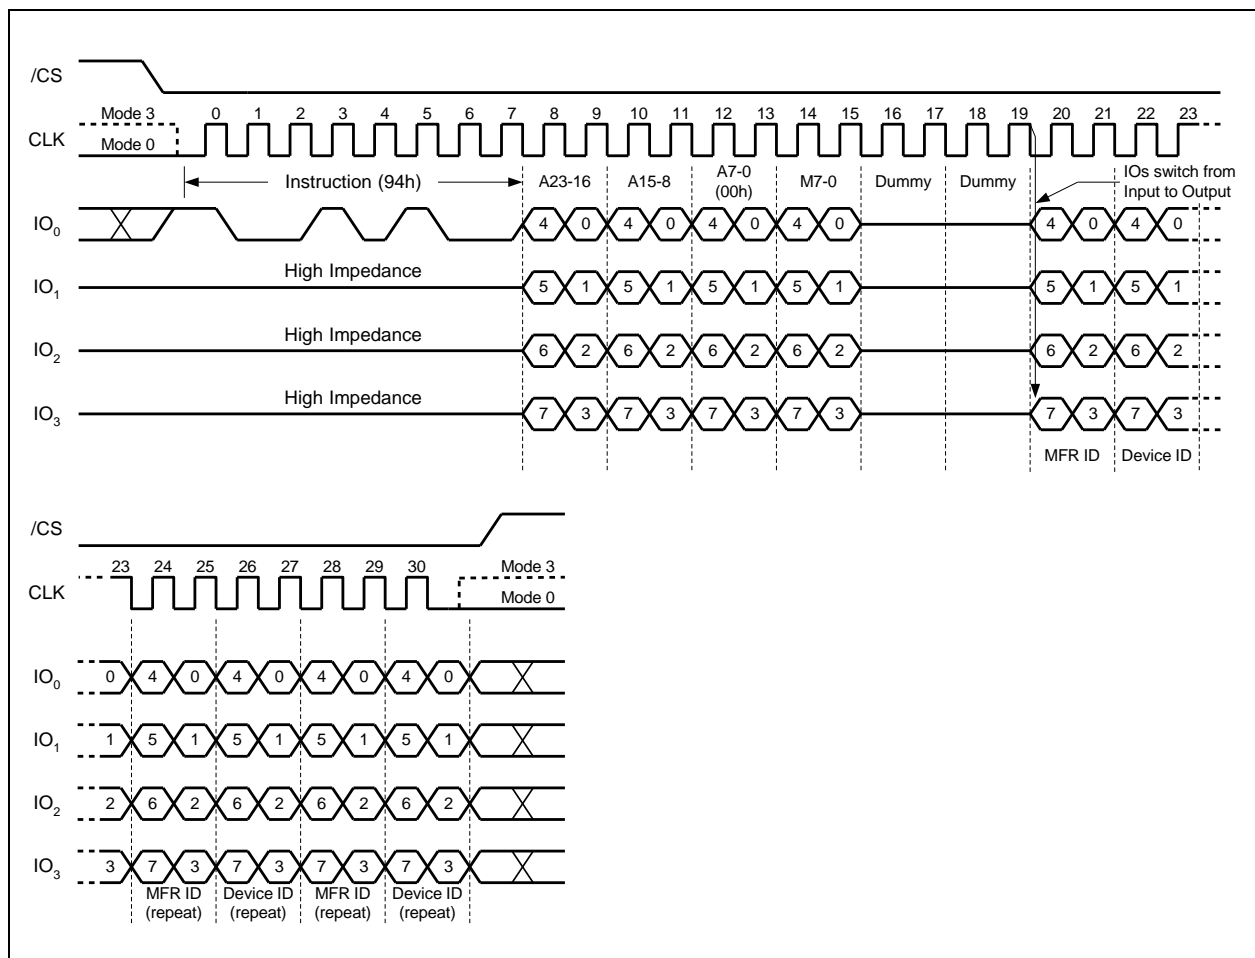 /CS
Mode 3 0 1 2 3 4 5 6 7 8 9 10 11 12 13 14 15 16 17 18 19 20 21 22 23
CLK
Mode 0
Instruction (94h) A23-16 A15-8 A7-0 (00h) M7-0 Dummy Dummy
IOs switch from
Input to Output
IO0 4 0 4 0 4 0 4 0 4 0 4 0
High Impedance
IO1 5 1 5 1 5 1 5 1 5 1 5 1
High Impedance
IO2 6 2 6 2 6 2 6 2 6 2 6 2
High Impedance
IO3 7 3 7 3 7 3 7 3 7 3 7 3
MFR ID Device ID
/CS
23 24 25 26 27 28 29 30 Mode 3
CLK
Mode 0
IO0 0 4 0 4 0 4 0 4 0
IO1 1 5 1 5 1 5 1 5 1
IO2 2 6 2 6 2 6 2 6 2
IO3 3 7 3 7 3 7 3 7 3
MFR ID Device ID MFR ID Device ID
(repeat) (repeat) (repeat) (repeat)